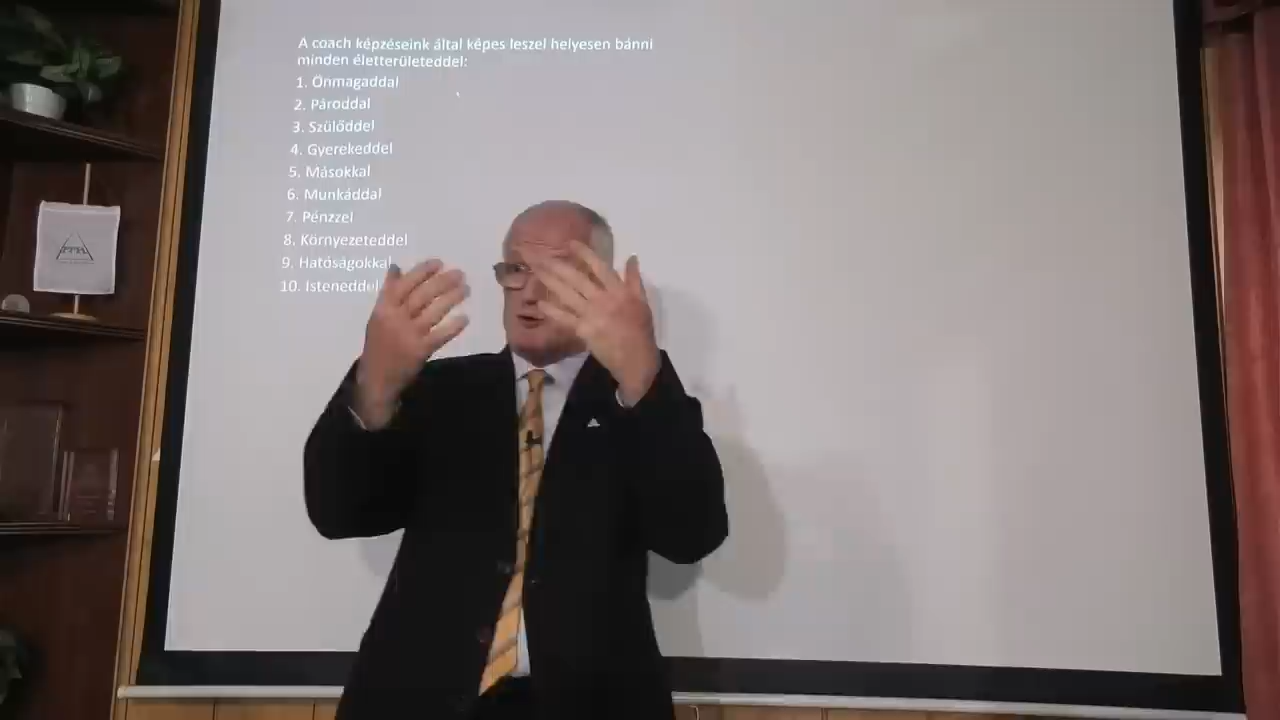 A coach képzéseink által képes leszel helyesen bánni
minden életterületeddel:
1. Önmagaddal
2. Pároddal
3. Szülőddel
4. Gyerekeddel
5. Másokkal
6. Munkáddal
7. Pénzzel
8. Környezeteddel
9. Hatóságokkal
10. Isteneddel